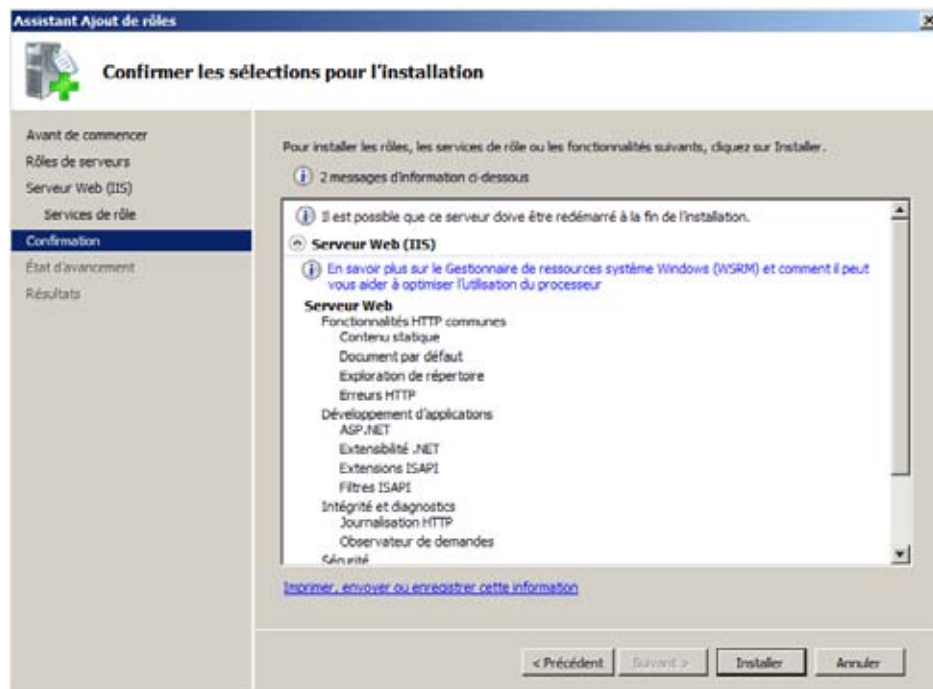 Assistant Ajout de rôles
Confirmer les sélections pour l'installation
Avant de commencer
Rôles de serveurs
Serveur Web (IIS)
Services de rôle
Confirmation
État d'avancement
Résultats
Pour installer les rôles, les services de rôle ou les fonctionnalités suivants, cliquez sur Installer.
2 messages d'information ci-dessous
Il est possible que ce serveur doive être redémarré à la fin de l'installation.
Serveur Web (IIS)
En savoir plus sur le Gestionnaire de ressources système Windows (WSRM) et comment il peut
vous aider à optimiser l'utilisation du processeur
Serveur Web
Fonctionnalités HTTP communes
Contenu statique
Document par défaut
Exploration de répertoire
Erreurs HTTP
Développement d'applications
ASP.NET
Extensibilité .NET
Extensions ISAPI
Filtres ISAPI
Intégrité et diagnostics
Journalisation HTTP
Observateur de demandes
Sécurité
Imprimer, envoyer ou enregistrer cette information
< Précédent
Suivant >
Installer
Annuler